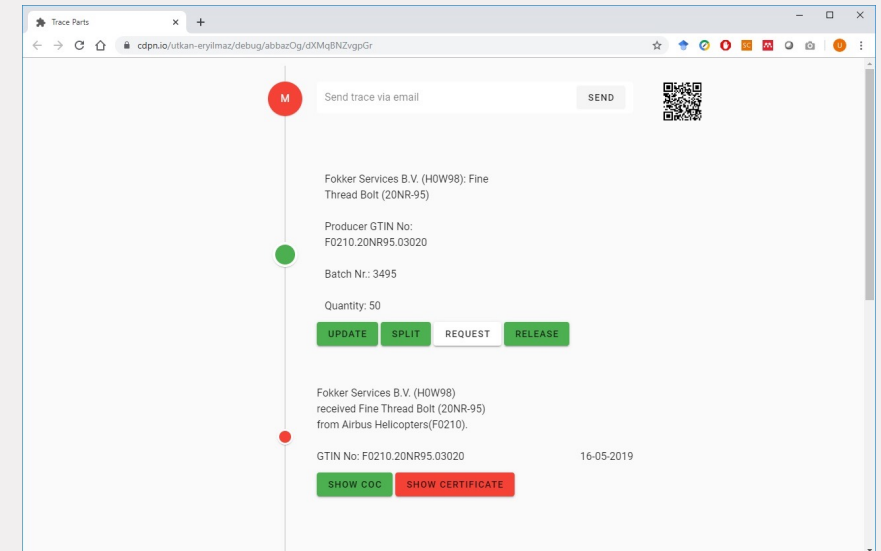 Trace Parts
cdpn.io/utkan-eryilmaz/debug/abbazOg/dXMqBNZvgpGr
SC
U
M
Send trace via email
SEND
Fokker Services B.V. (H0W98): Fine
Thread Bolt (20NR-95)
Producer GTIN No:
F0210.20NR95.03020
Batch Nr.: 3495
Quantity: 50
UPDATE SPLIT REQUEST RELEASE
Fokker Services B.V. (H0W98)
received Fine Thread Bolt (20NR-95)
from Airbus Helicopters(F0210).
GTIN No: F0210.20NR95.03020 16-05-2019
SHOW COC SHOW CERTIFICATE